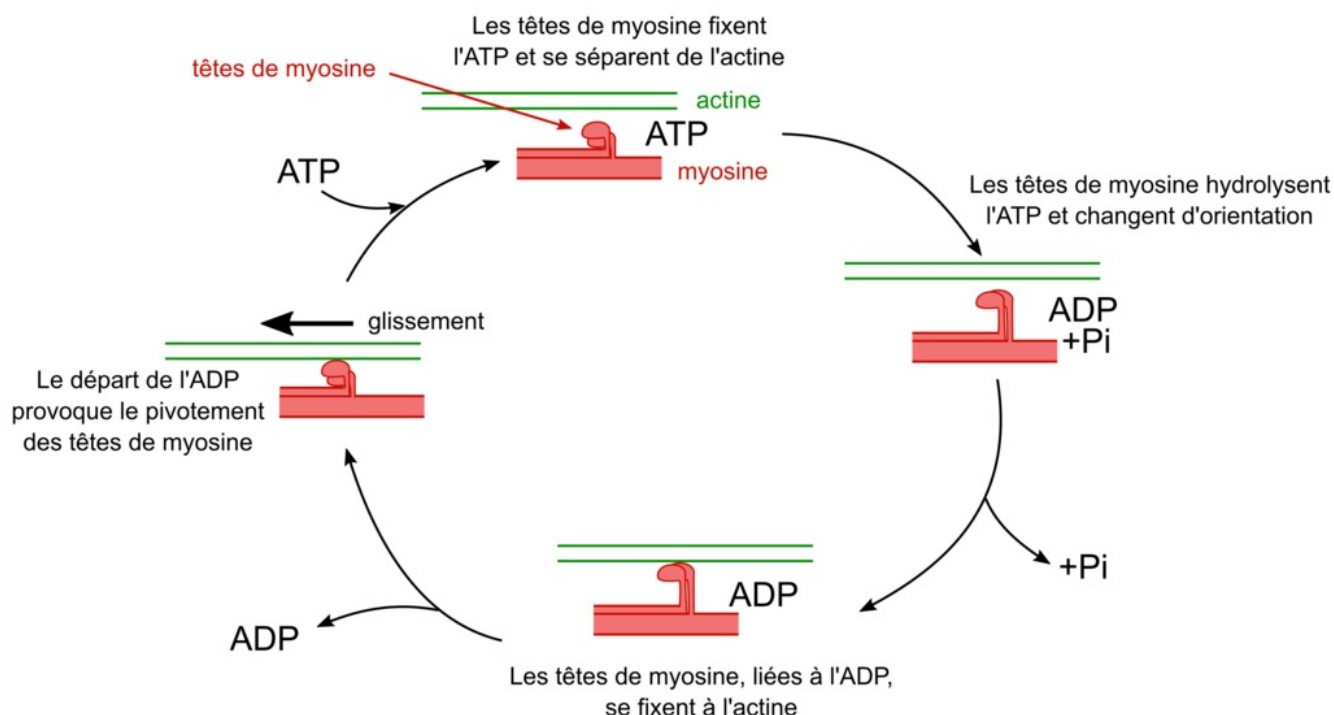 Les têtes de myosine fixent
l'ATP et se séparent de l'actine
têtes de myosine
actine
ATP
myosine
ATP
Les têtes de myosine hydrolysent
l'ATP et changent d'orientation
ADP
+Pi
glissement
Le départ de l'ADP
provoque le pivotement
des têtes de myosine
+Pi
ADP
ADP
Les têtes de myosine, liées à l'ADP,
se fixent à l'actine